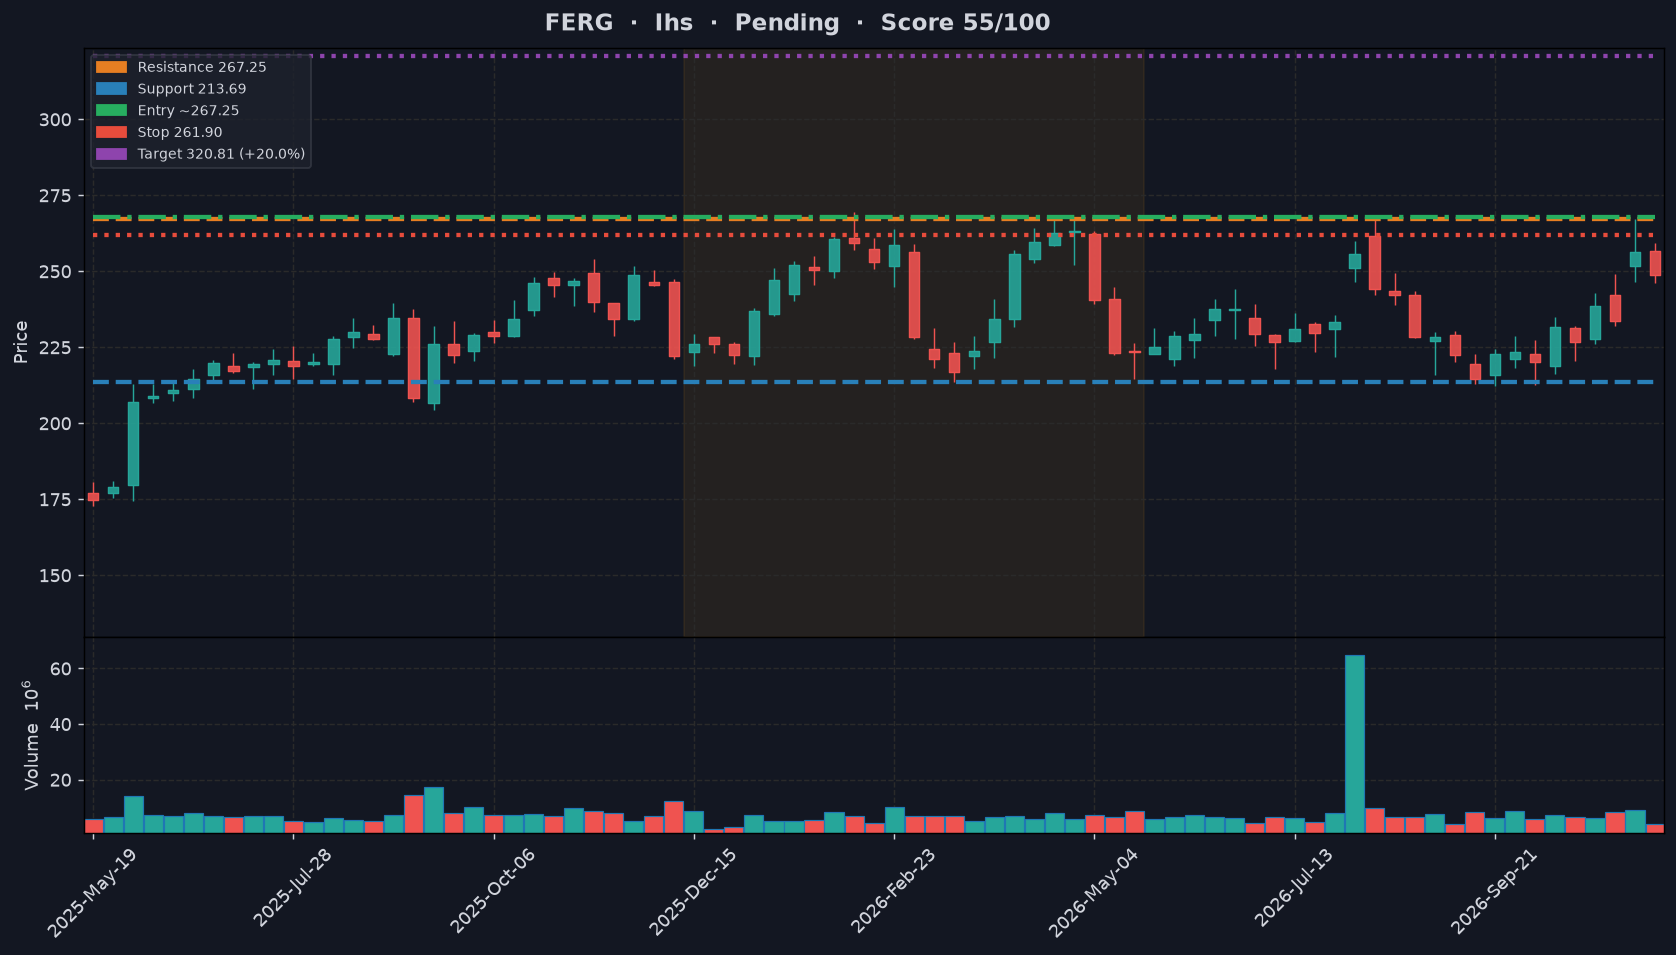 FERG · Ihs · Pending · Score 55/100
Resistance 267.25
Support 213.69
Entry ~267.25
Stop 261.90
Target 320.81 (+20.0%)
300
275
250
225
200
175
150
Price
60
40
20
Volume 10⁶
2025-May-19
2025-Jul-28
2025-Oct-06
2025-Dec-15
2026-Feb-23
2026-May-04
2026-Jul-13
2026-Sep-21